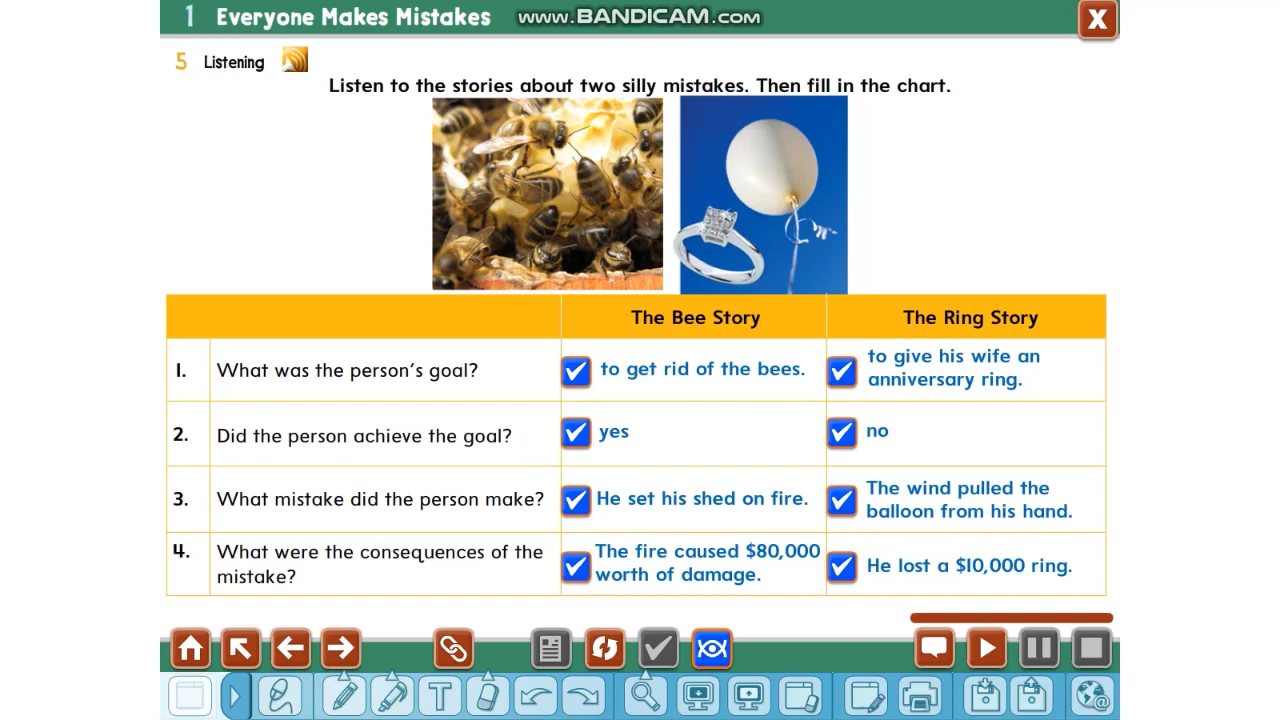 1 Everyone Makes Mistakes
www.BANDICAM.com
X
5 Listening
Listen to the stories about two silly mistakes. Then fill in the chart.
The Bee Story
The Ring Story
1. What was the person's goal?
to get rid of the bees.
to give his wife an
anniversary ring.
2. Did the person achieve the goal?
yes
no
3. What mistake did the person make?
He set his shed on fire.
The wind pulled the
balloon from his hand.
4. What were the consequences of the
mistake?
The fire caused $80,000
worth of damage.
He lost a $10,000 ring.
T
@